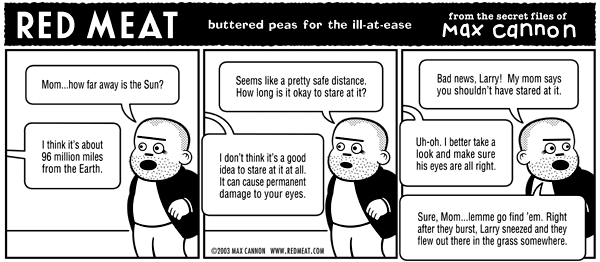 RED MEAT
buttered peas for the ill-at-ease
from the secret files of
Max cannon
Mom...how far away is the Sun?
I think it's about
96 million miles
from the Earth.
Seems like a pretty safe distance.
How long is it okay to stare at it?
I don't think it's a good
idea to stare at it at all.
It can cause permanent
damage to your eyes.
©2003 MAX CANNON WWW.REDMEAT.COM
Bad news, Larry! My mom says
you shouldn't have stared at it.
Uh-oh. I better take a
look and make sure
his eyes are all right.
Sure, Mom...lemme go find 'em. Right
after they burst, Larry sneezed and they
flew out there in the grass somewhere.